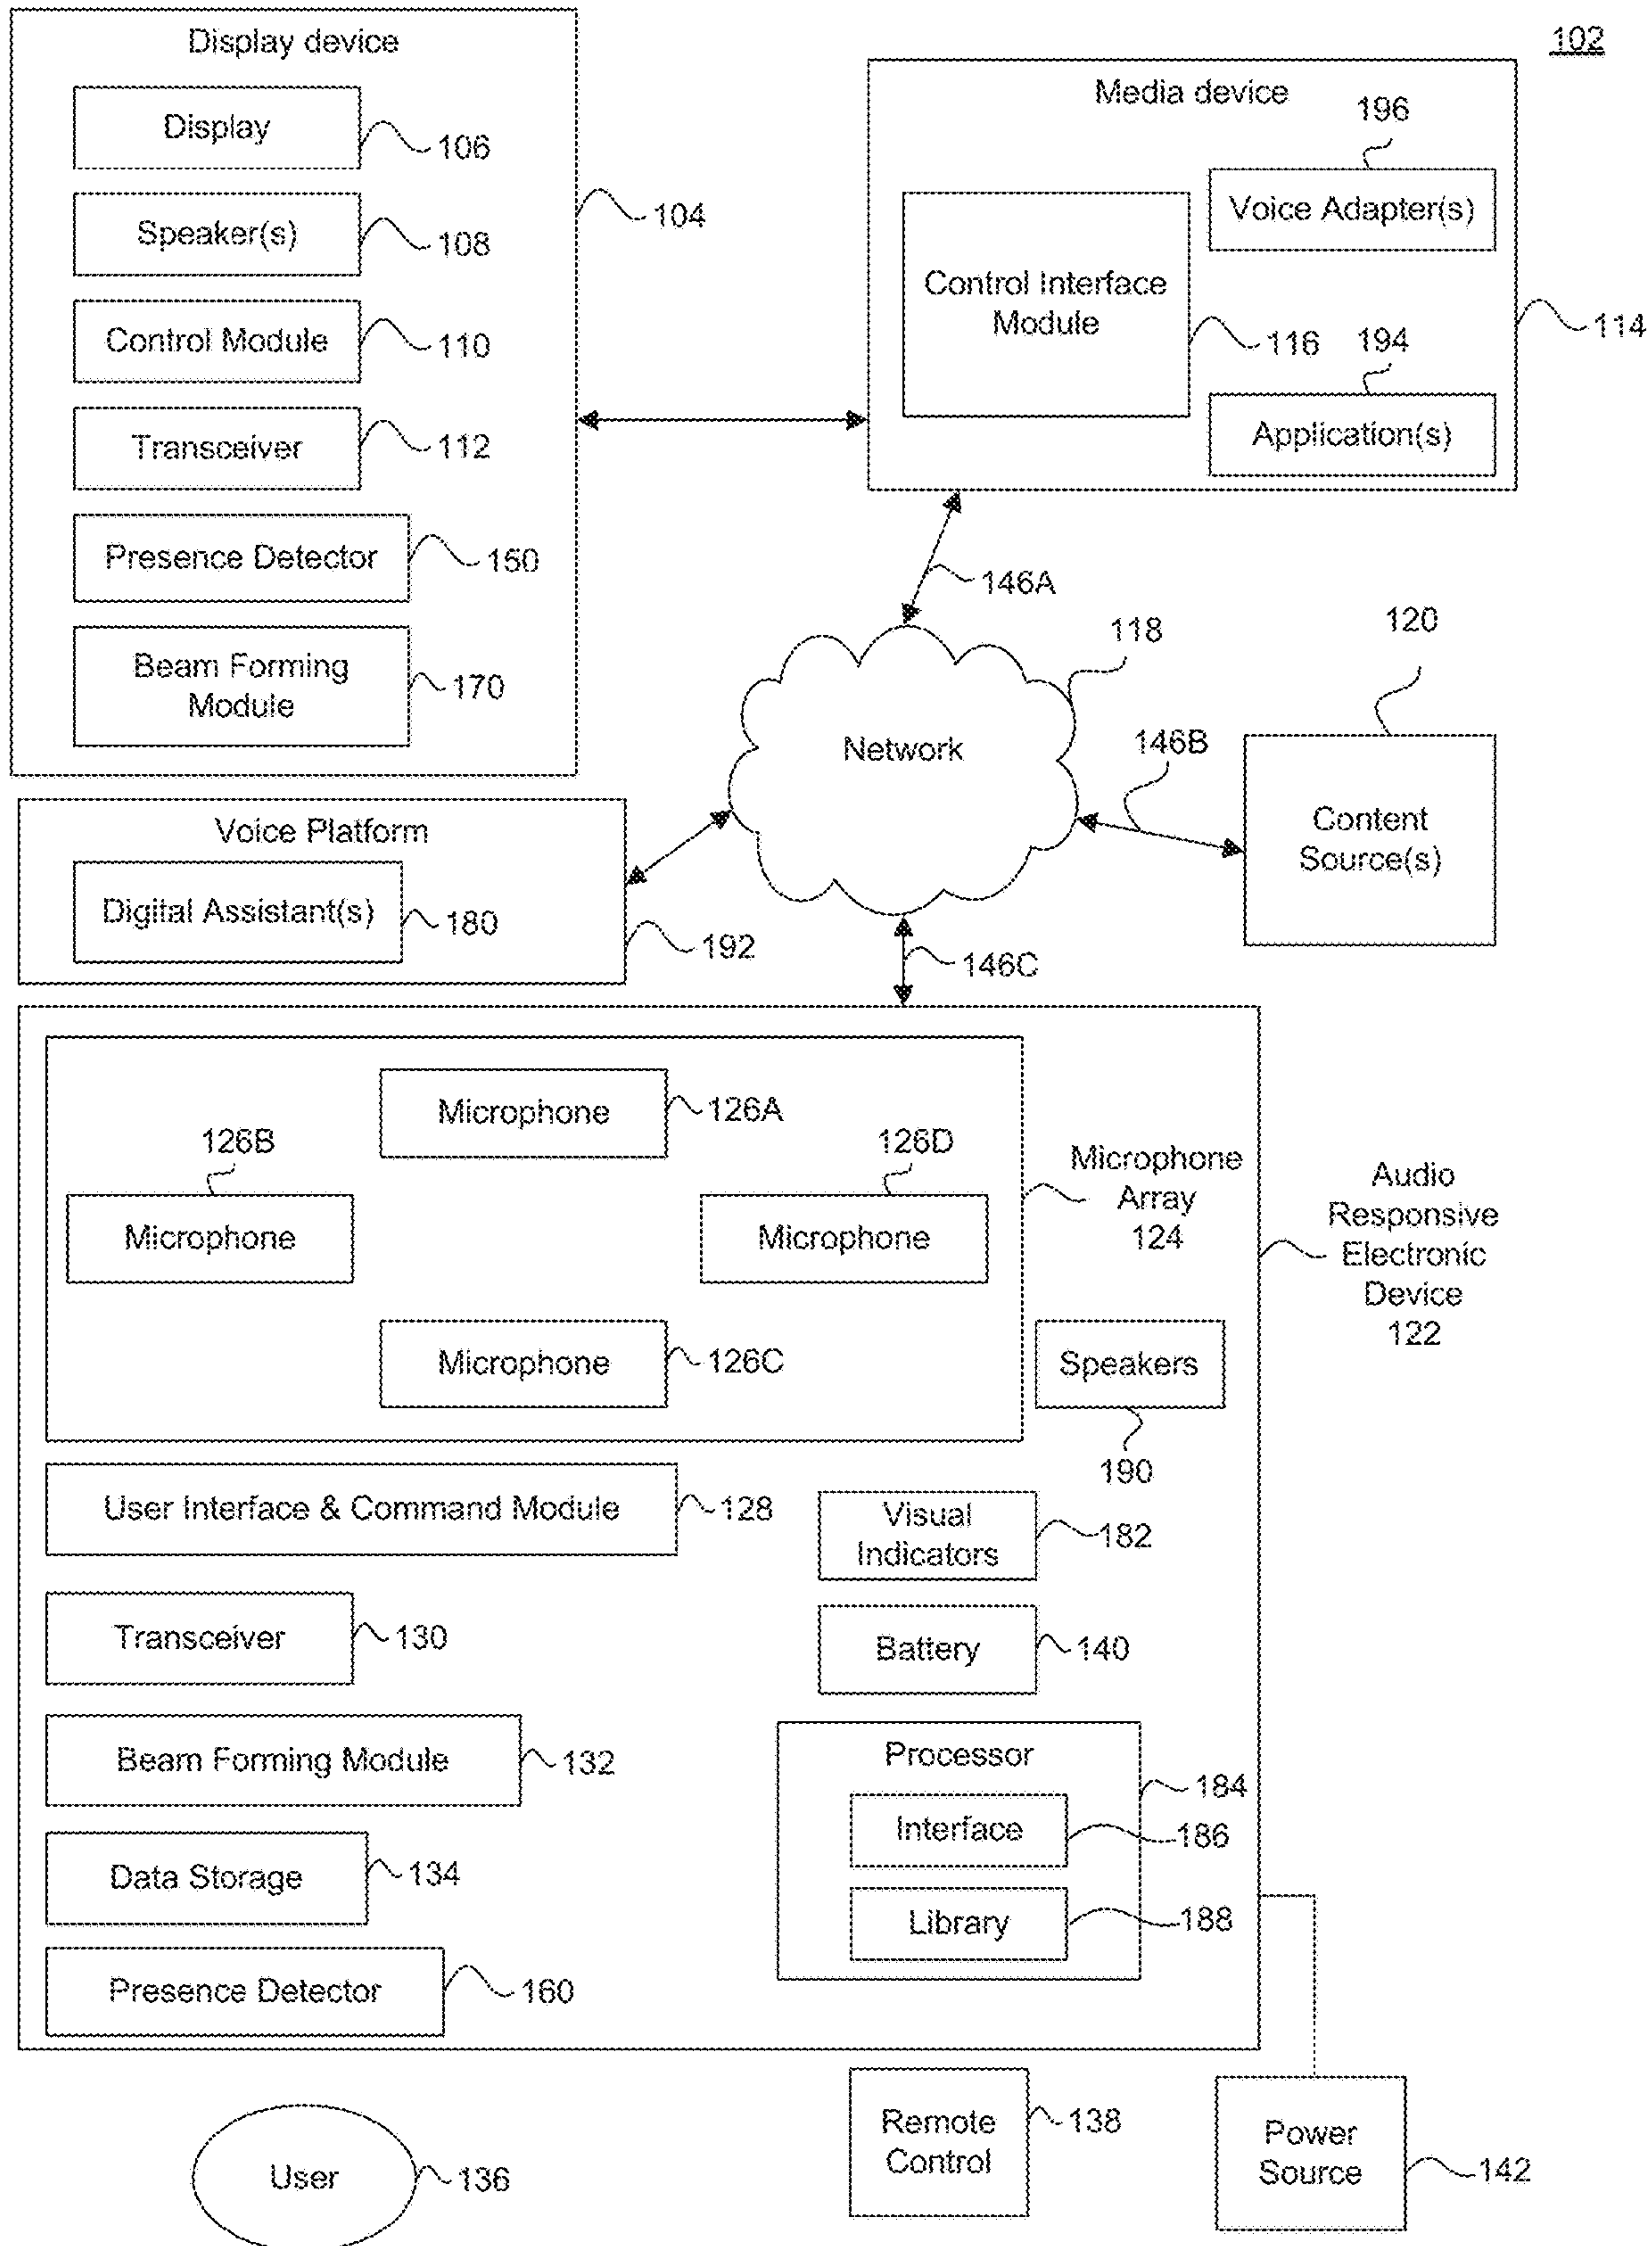 102
Display device
Display
106
Speaker(s)
108
104
Control Module
110
Transceiver
112
Presence Detector
150
Beam Forming
Module
170
Media device
196
Voice Adapter(s)
Control Interface
Module
116
114
194
Application(s)
146A
118
Network
120
146B
Content
Source(s)
Voice Platform
Digital Assistant(s)
180
192
146C
Microphone
126A
126B
Microphone
126D
Microphone
Microphone
126C
Microphone
Array
124
Audio
Responsive
Electronic
Device
122
Speakers
190
User Interface & Command Module
128
Visual
Indicators
182
Transceiver
130
Battery
140
Beam Forming Module
132
Processor
184
Interface
186
Data Storage
134
Library
188
Presence Detector
160
User
136
Remote
Control
138
Power
Source
142